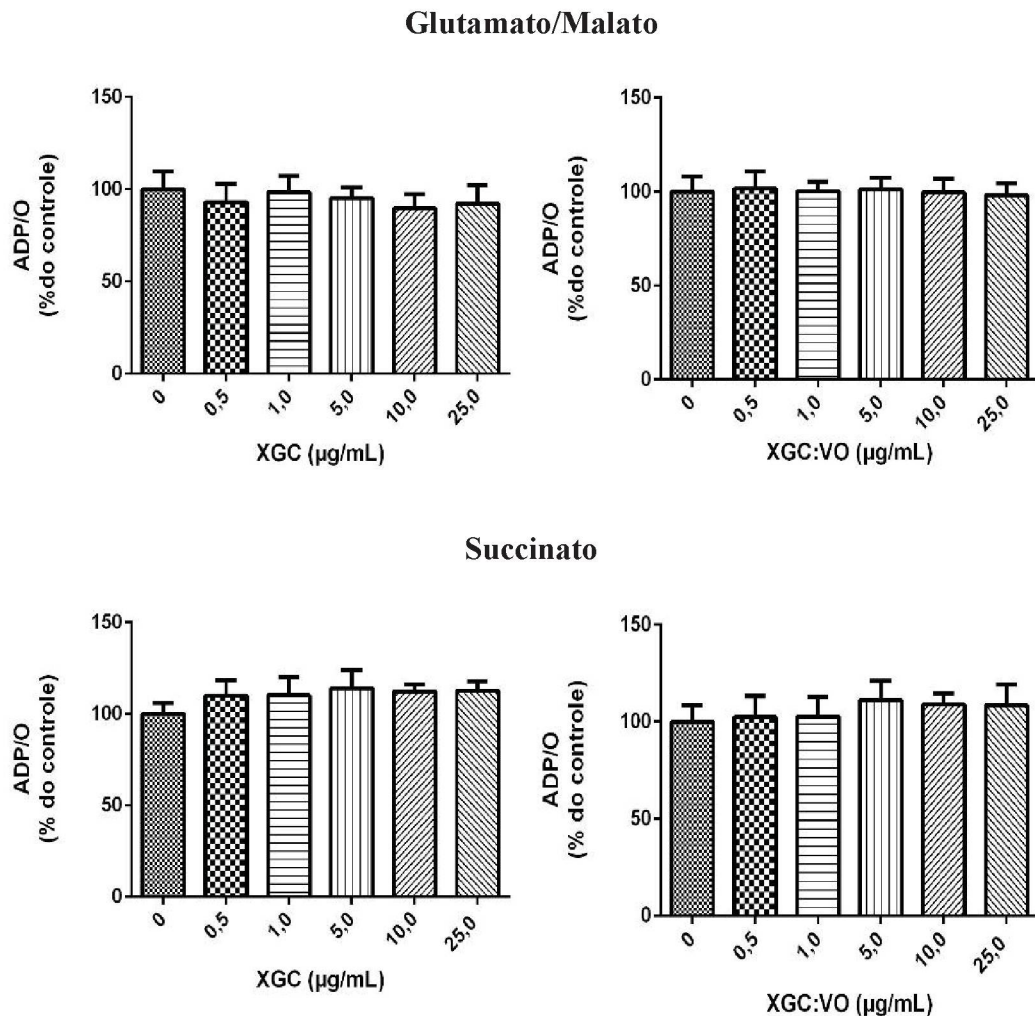 Glutamato/Malato
150
100
50
0
ADP/O
(%do controle)
0 0,5 1,0 5,0 10,0 25,0
XGC (µg/mL)
150
100
50
0
ADP/O
(%do controle)
0 0,5 1,0 5,0 10,0 25,0
XGC:VO (µg/mL)
Succinato
150
100
50
0
ADP/O
(% do controle)
0 0,5 1,0 5,0 10,0 25,0
XGC (µg/mL)
150
100
50
0
ADP/O
(% do controle)
0 0,5 1,0 5,0 10,0 25,0
XGC:VO (µg/mL)